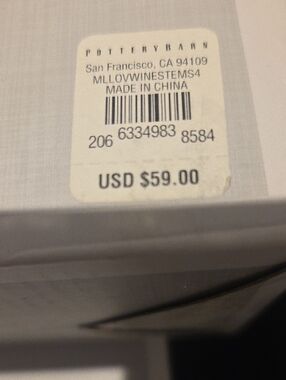 POTTERYBARN
San Francisco, CA 94109
MLLOVWINESTEMS4
MADE IN CHINA
206 6334983 8584
USD $59.00